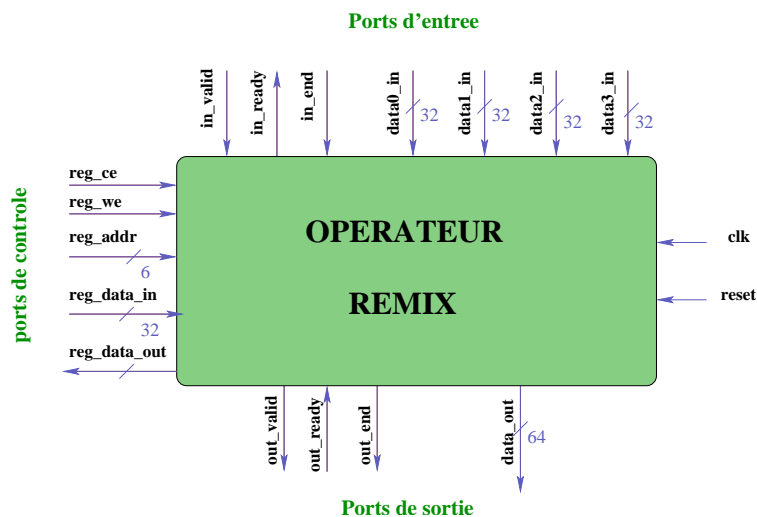 Ports d'entree
in_valid
in_ready
in_end
data0_in
32
data1_in
32
data2_in
32
data3_in
32
ports de controle
reg_ce
reg_we
reg_addr
6
reg_data_in
32
reg_data_out
OPERATEUR
REMIX
clk
reset
out_valid
out_ready
out_end
data_out
64
Ports de sortie